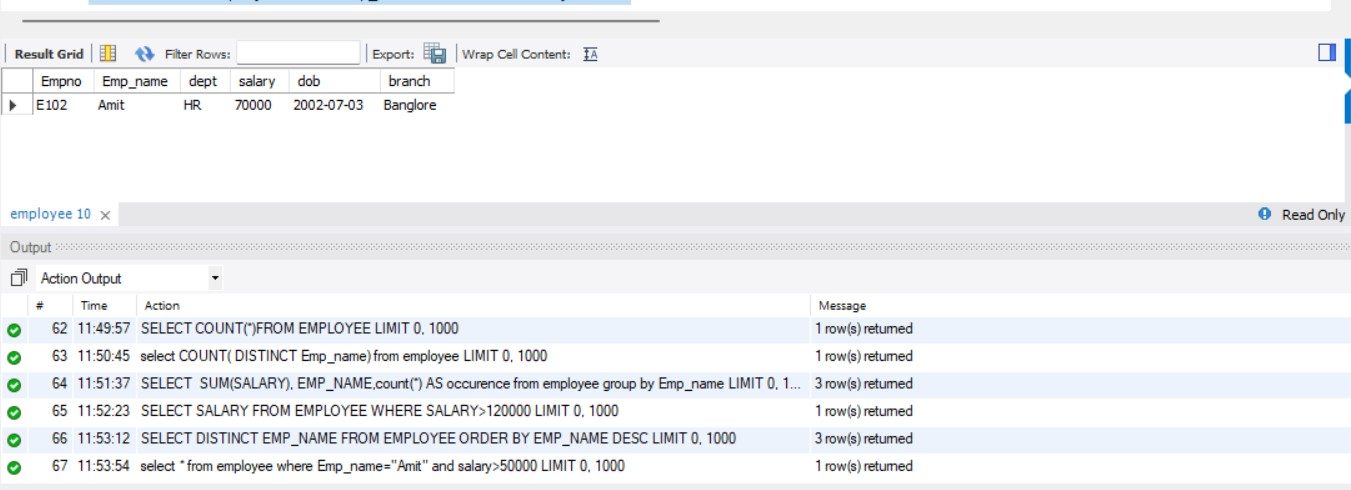 Result Grid Filter Rows: Export: Wrap Cell Content:
Empno Emp_name dept salary dob branch
E102 Amit HR 70000 2002-07-03 Banglore
employee 10 Read Only
Output
Action Output
# Time Action Message
62 11:49:57 SELECT COUNT(*)FROM EMPLOYEE LIMIT 0, 1000 1 row(s) returned
63 11:50:45 select COUNT( DISTINCT Emp_name) from employee LIMIT 0, 1000 1 row(s) returned
64 11:51:37 SELECT SUM(SALARY), EMP_NAME,count(*) AS occurence from employee group by Emp_name LIMIT 0, 1... 3 row(s) returned
65 11:52:23 SELECT SALARY FROM EMPLOYEE WHERE SALARY>120000 LIMIT 0, 1000 1 row(s) returned
66 11:53:12 SELECT DISTINCT EMP_NAME FROM EMPLOYEE ORDER BY EMP_NAME DESC LIMIT 0, 1000 3 row(s) returned
67 11:53:54 select * from employee where Emp_name="Amit" and salary>50000 LIMIT 0, 1000 1 row(s) returned